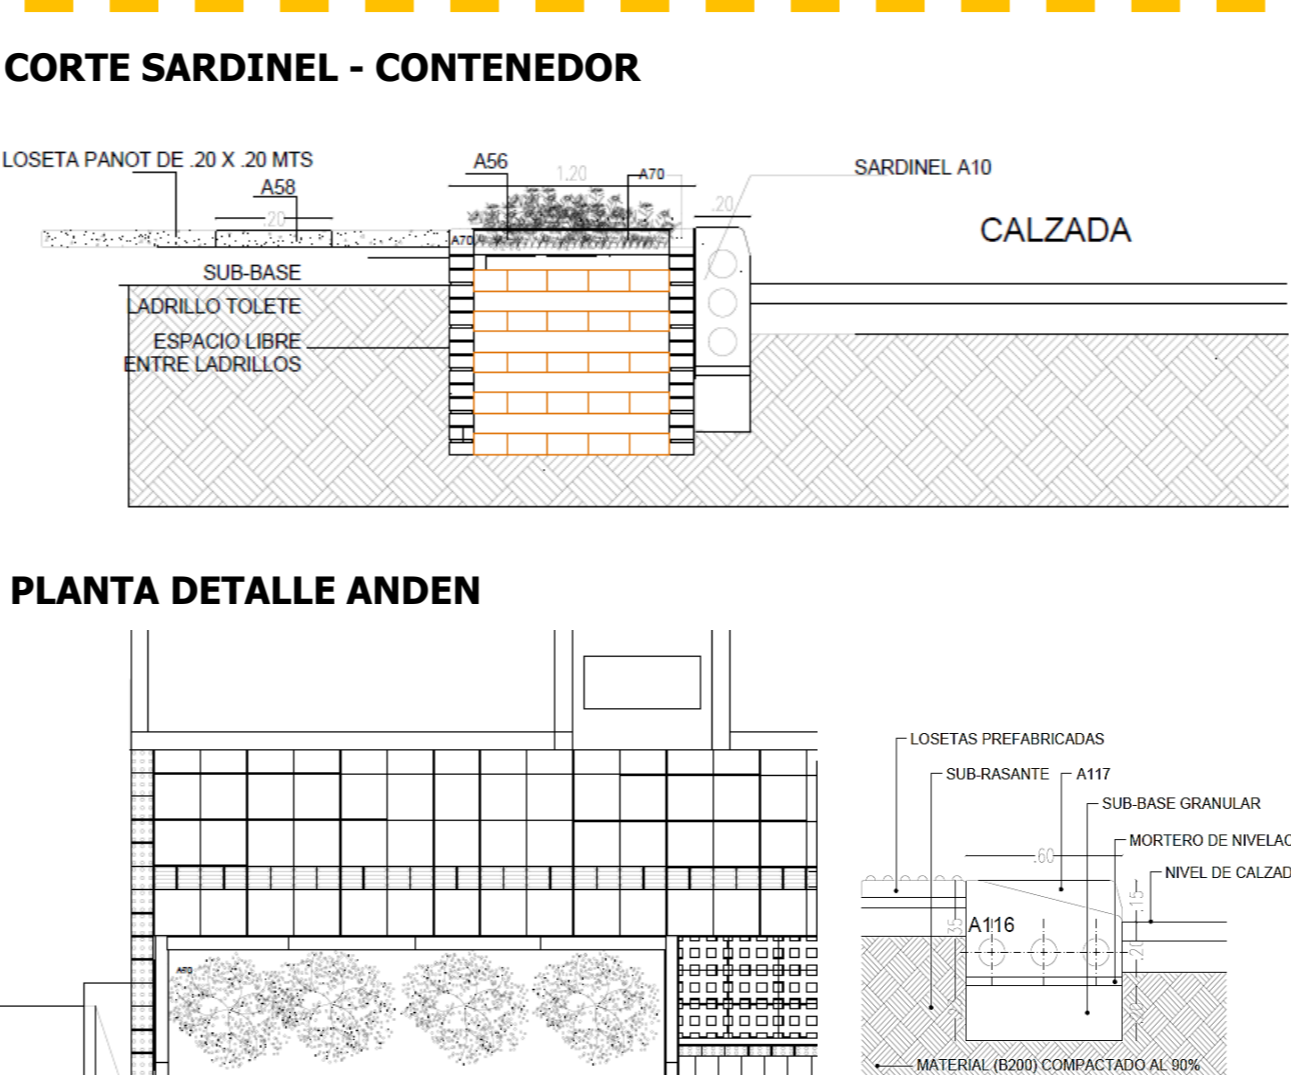 CORTE SARDINEL - CONTENEDOR
LOSETA PANOT DE .20 X .20 MTS
A58
.20
A56
1.20
A70
.20
SARDINEL A10
CALZADA
A70
SUB-BASE
LADRILLO TOLETE
ESPACIO LIBRE
ENTRE LADRILLOS
PLANTA DETALLE ANDEN
A70
LOSETAS PREFABRICADAS
SUB-RASANTE
A117
SUB-BASE GRANULAR
MORTERO DE NIVELAC
NIVEL DE CALZAD
.60
.15
.35
A116
.20
MATERIAL (B200) COMPACTADO AL 90%